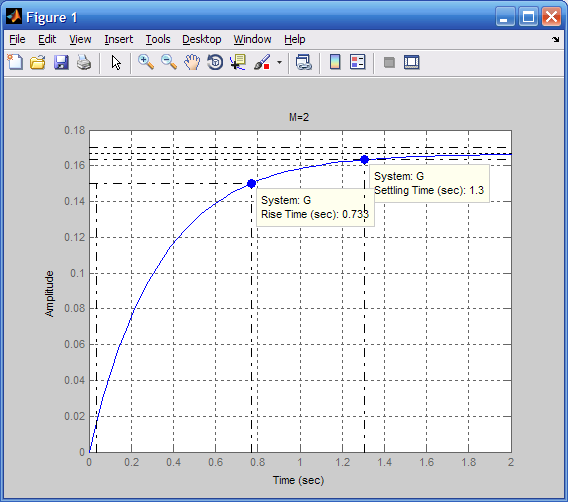 Figure 1
File Edit View Insert Tools Desktop Window Help
M=2
0.18
0.16
0.14
0.12
0.1
0.08
0.06
0.04
0.02
0
Amplitude
System: G
Settling Time (sec): 1.3
System: G
Rise Time (sec): 0.733
0 0.2 0.4 0.6 0.8 1 1.2 1.4 1.6 1.8 2
Time (sec)